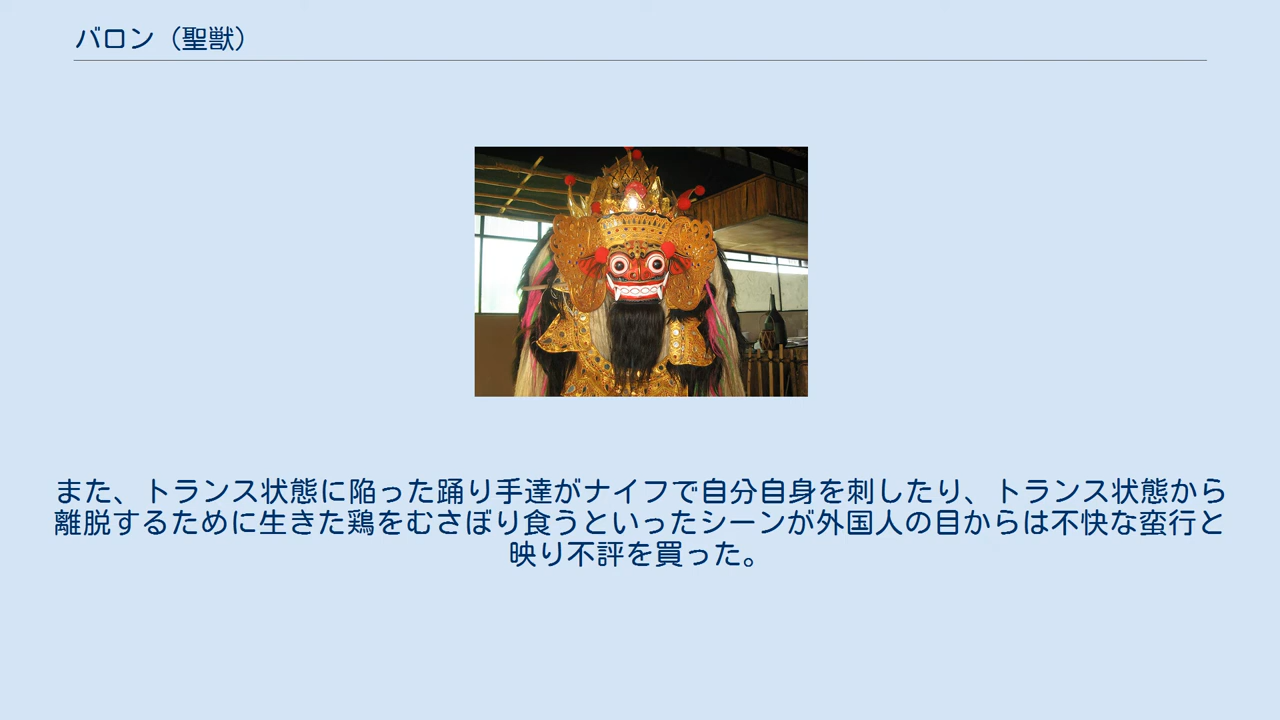 バロン（聖獣）
また、トランス状態に陥った踊り手達がナイフで自分自身を刺したり、トランス状態から
離脱するために生きた鶏をむさぼり食うといったシーンが外国人の目からは不快な蛮行と
映り不評を買った。